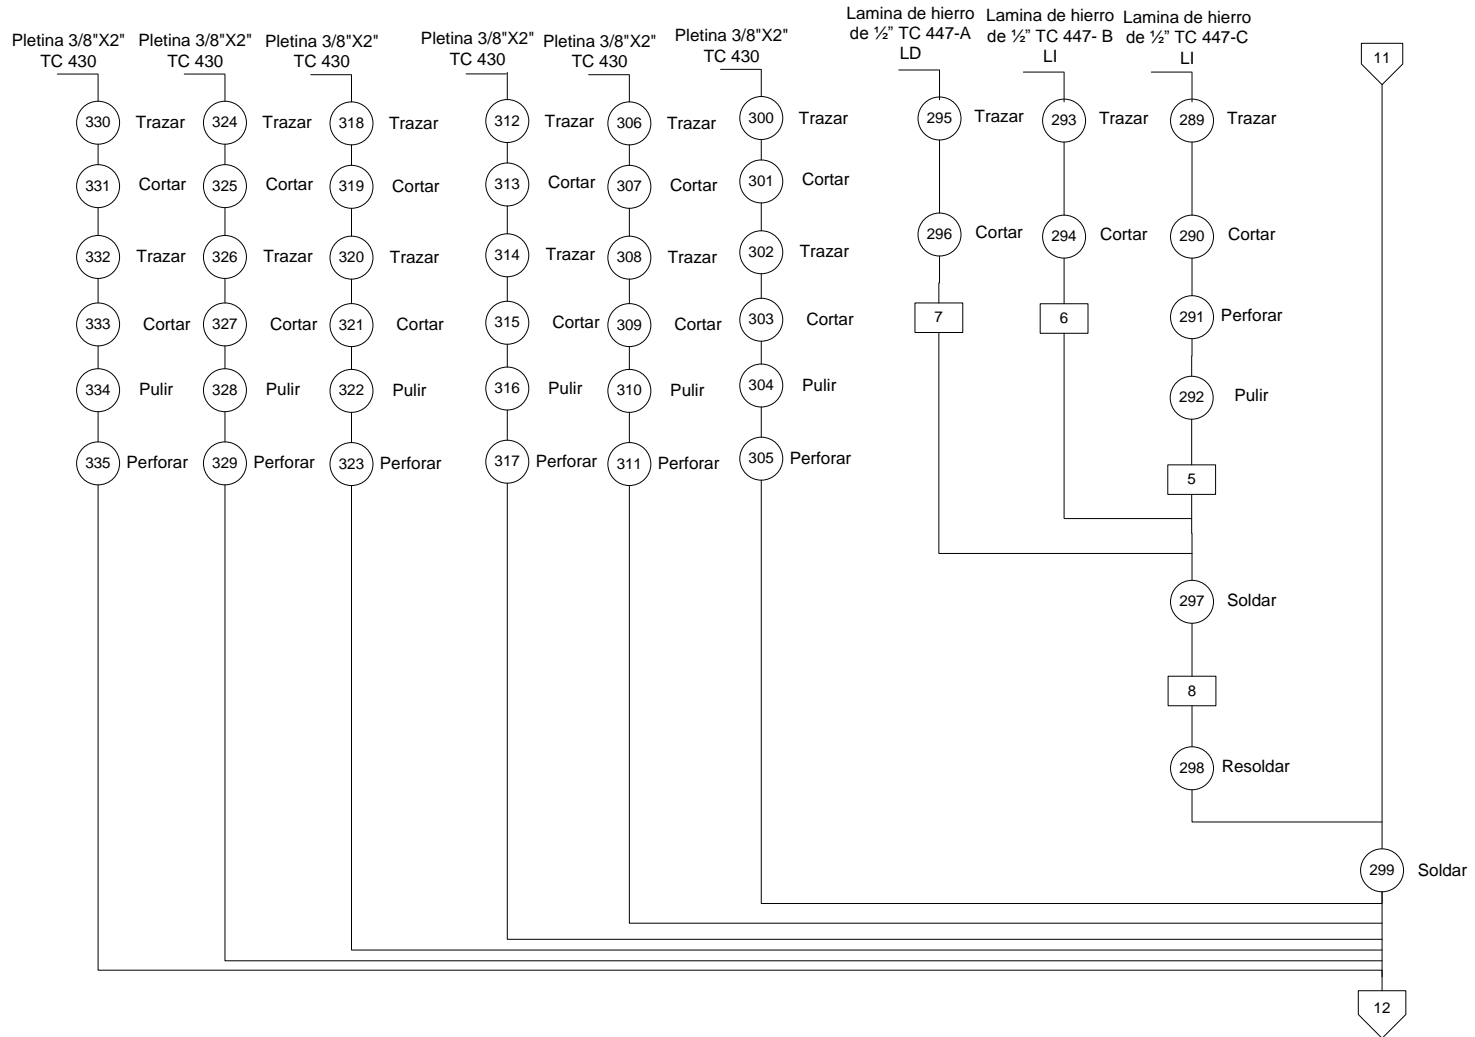 Pletina 3/8"X2"
TC 430
Pletina 3/8"X2"
TC 430
Pletina 3/8"X2"
TC 430
Pletina 3/8"X2"
TC 430
Pletina 3/8"X2"
TC 430
Pletina 3/8"X2"
TC 430
Lamina de hierro
de ½” TC 447-A
LD
Lamina de hierro
de ½” TC 447- B
LI
Lamina de hierro
de ½” TC 447-C
LI
11
330 Trazar
331 Cortar
332 Trazar
333 Cortar
334 Pulir
335 Perforar
324 Trazar
325 Cortar
326 Trazar
327 Cortar
328 Pulir
329 Perforar
318 Trazar
319 Cortar
320 Trazar
321 Cortar
322 Pulir
323 Perforar
312 Trazar
313 Cortar
314 Trazar
315 Cortar
316 Pulir
317 Perforar
306 Trazar
307 Cortar
308 Trazar
309 Cortar
310 Pulir
311 Perforar
300 Trazar
301 Cortar
302 Trazar
303 Cortar
304 Pulir
305 Perforar
295 Trazar
296 Cortar
7
293 Trazar
294 Cortar
6
289 Trazar
290 Cortar
291 Perforar
292 Pulir
5
297 Soldar
8
298 Resoldar
299 Soldar
12